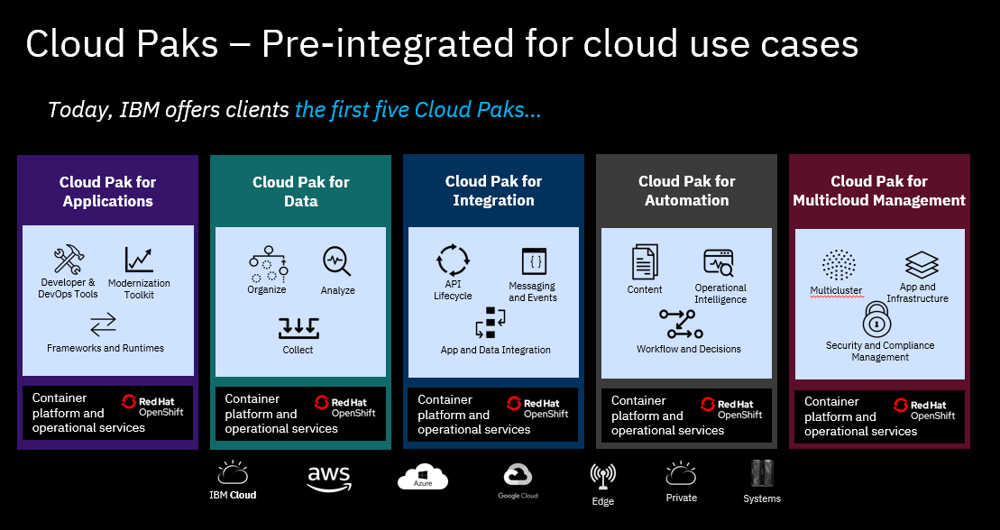 Cloud Paks – Pre-integrated for cloud use cases
Today, IBM offers clients the first five Cloud Paks...
Cloud Pak for
Applications
Developer &
DevOps Tools
Modernization
Toolkit
Frameworks and Runtimes
Container
platform and
operational services
Red Hat
OpenShift
Cloud Pak for
Data
Organize
Analyze
Collect
Container
platform and
operational services
Red Hat
OpenShift
Cloud Pak for
Integration
API
Lifecycle
{ }
Messaging
and Events
App and Data Integration
Container
platform and
operational services
Red Hat
OpenShift
Cloud Pak for
Automation
Content
Operational
Intelligence
Workflow and Decisions
Container
platform and
operational services
Red Hat
OpenShift
Cloud Pak for
Multicloud Management
Multicluster
App and
Infrastructure
Security and Compliance
Management
Container
platform and
operational services
Red Hat
OpenShift
IBM Cloud
aws
Azure
Google Cloud
Edge
Private
Systems